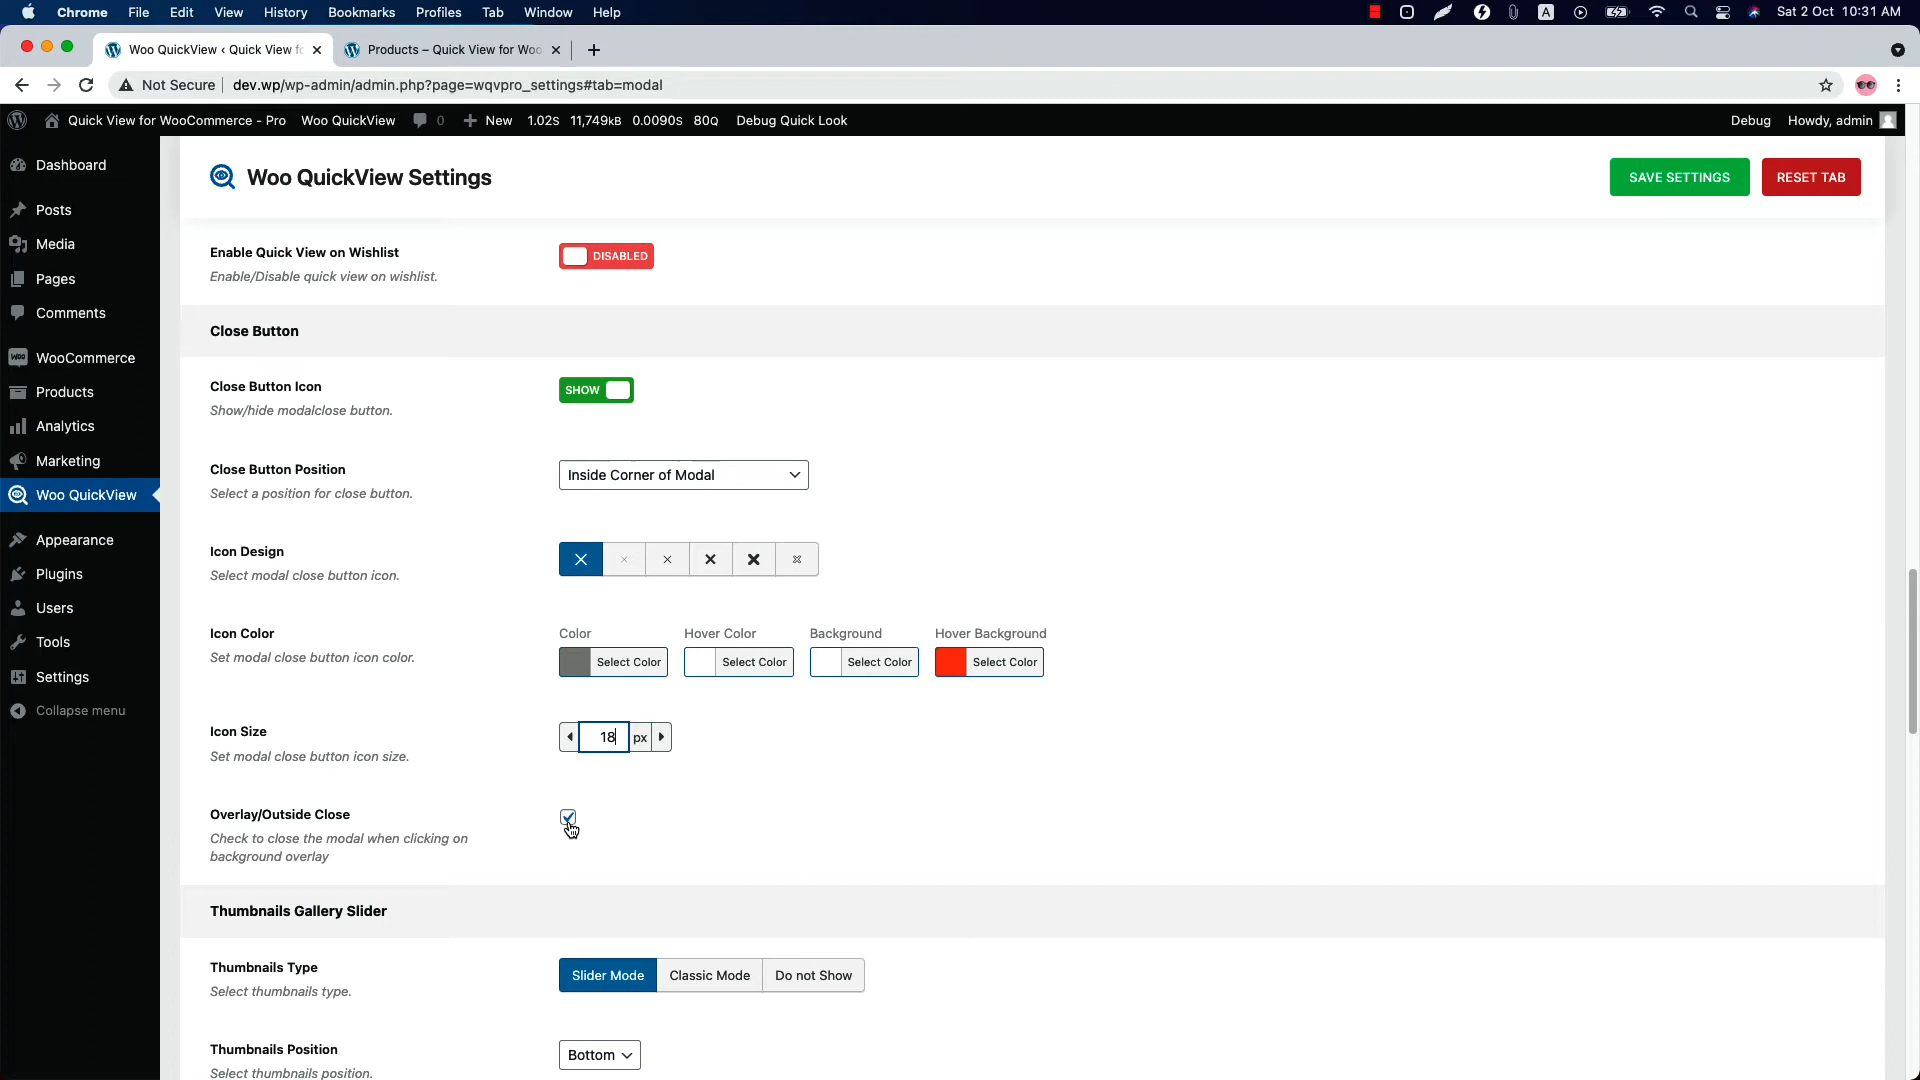 Chrome File Edit View History Bookmarks Profiles Tab Window Help A Sat 2 Oct 10:31 AM
Woo QuickView ‹ Quick View fo Products – Quick View for Woo
Not Secure dev.wp/wp-admin/admin.php?page=wqvpro_settings#tab=modal
Quick View for WooCommerce - Pro Woo QuickView 0 New 1.02s 11,749KB 0.0090s 80Q Debug Quick Look Debug Howdy, admin
Dashboard
Posts
Media
Pages
Comments
WooCommerce
Products
Analytics
Marketing
Woo QuickView
Appearance
Plugins
Users
Tools
Settings
Collapse menu
Woo QuickView Settings SAVE SETTINGS RESET TAB
Enable Quick View on Wishlist DISABLED
Enable/Disable quick view on wishlist.
Close Button
Close Button Icon SHOW
Show/hide modalclose button.
Close Button Position Inside Corner of Modal
Select a position for close button.
Icon Design
Select modal close button icon.
Icon Color Color Hover Color Background Hover Background
Set modal close button icon color. Select Color Select Color Select Color Select Color
Icon Size 18 px
Set modal close button icon size.
Overlay/Outside Close
Check to close the modal when clicking on
background overlay
Thumbnails Gallery Slider
Thumbnails Type Slider Mode Classic Mode Do not Show
Select thumbnails type.
Thumbnails Position Bottom
Select thumbnails position.